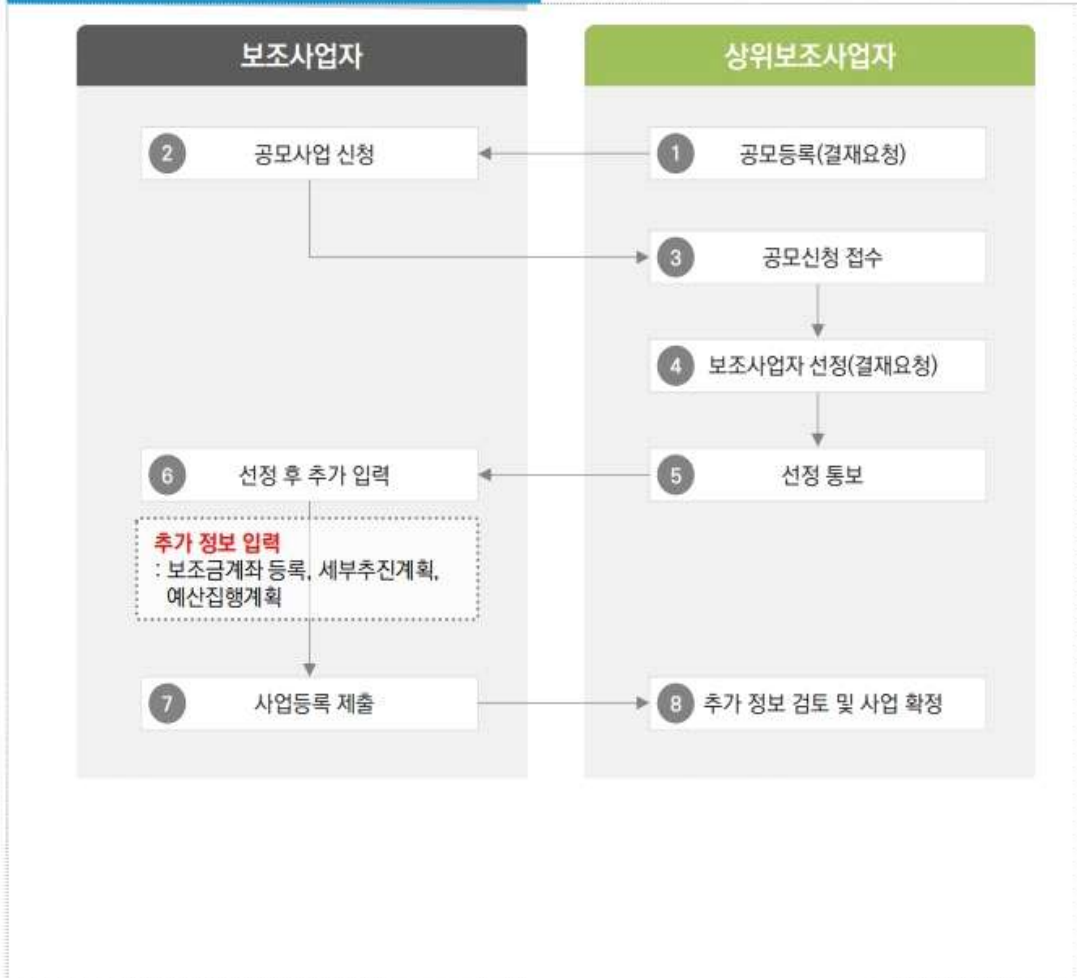 보조사업자
상위보조사업자
2 공모사업 신청
1 공모등록(결재요청)
3 공모신청 접수
4 보조사업자 선정(결재요청)
6 선정 후 추가 입력
5 선정 통보
추가 정보 입력
: 보조금계좌 등록, 세부추진계획,
예산집행계획
7 사업등록 제출
8 추가 정보 검토 및 사업 확정